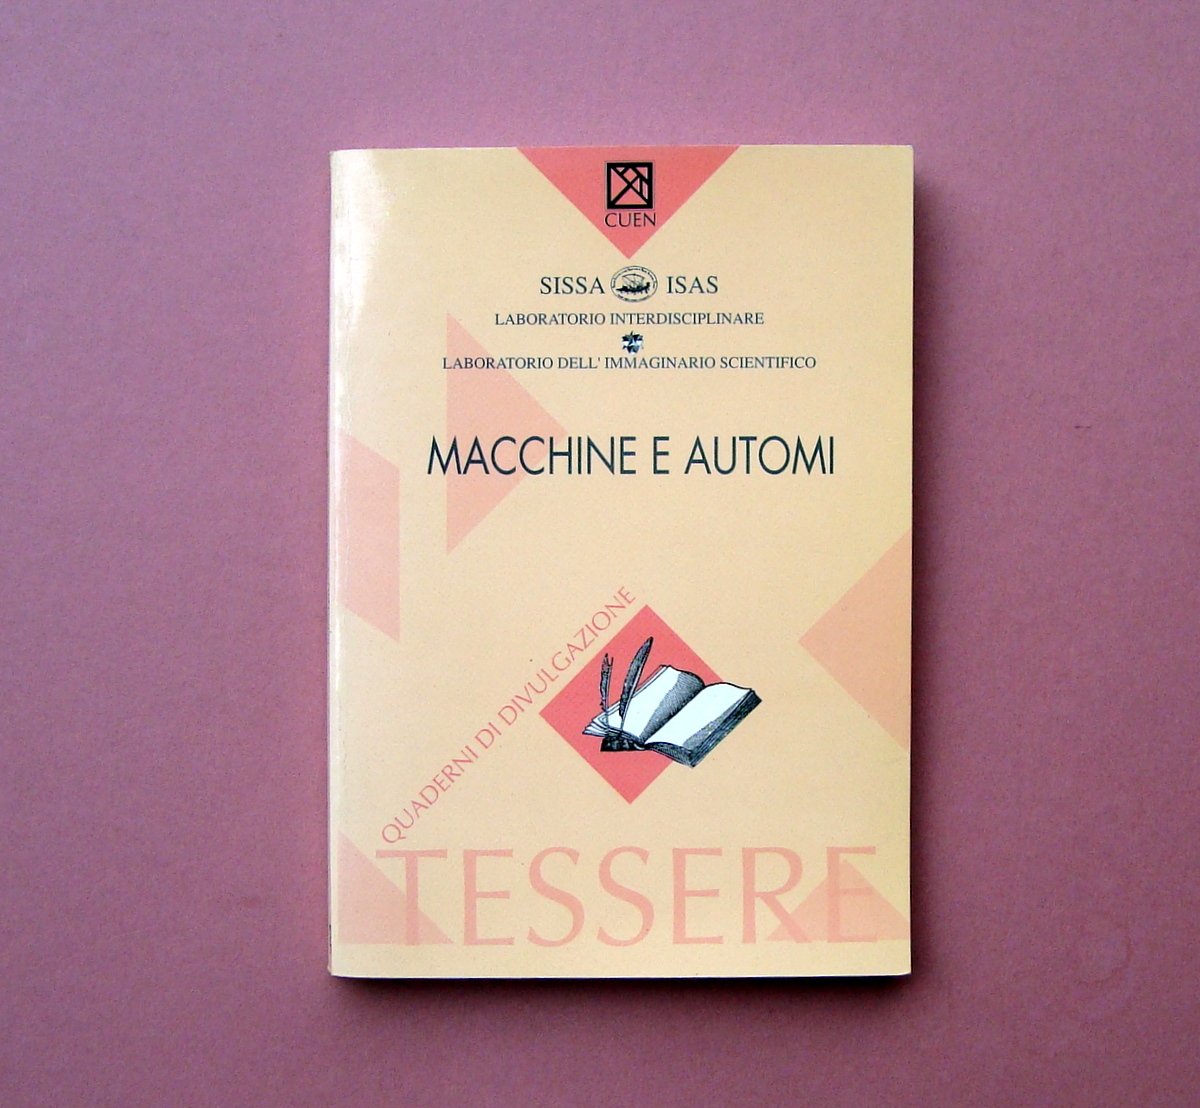 CUEN
SISSA ISAS
LABORATORIO INTERDISCIPLINARE
LABORATORIO DELL' IMMAGINARIO SCIENTIFICO
MACCHINE E AUTOMI
QUADERNI DI DIVULGAZIONE
TESSERE